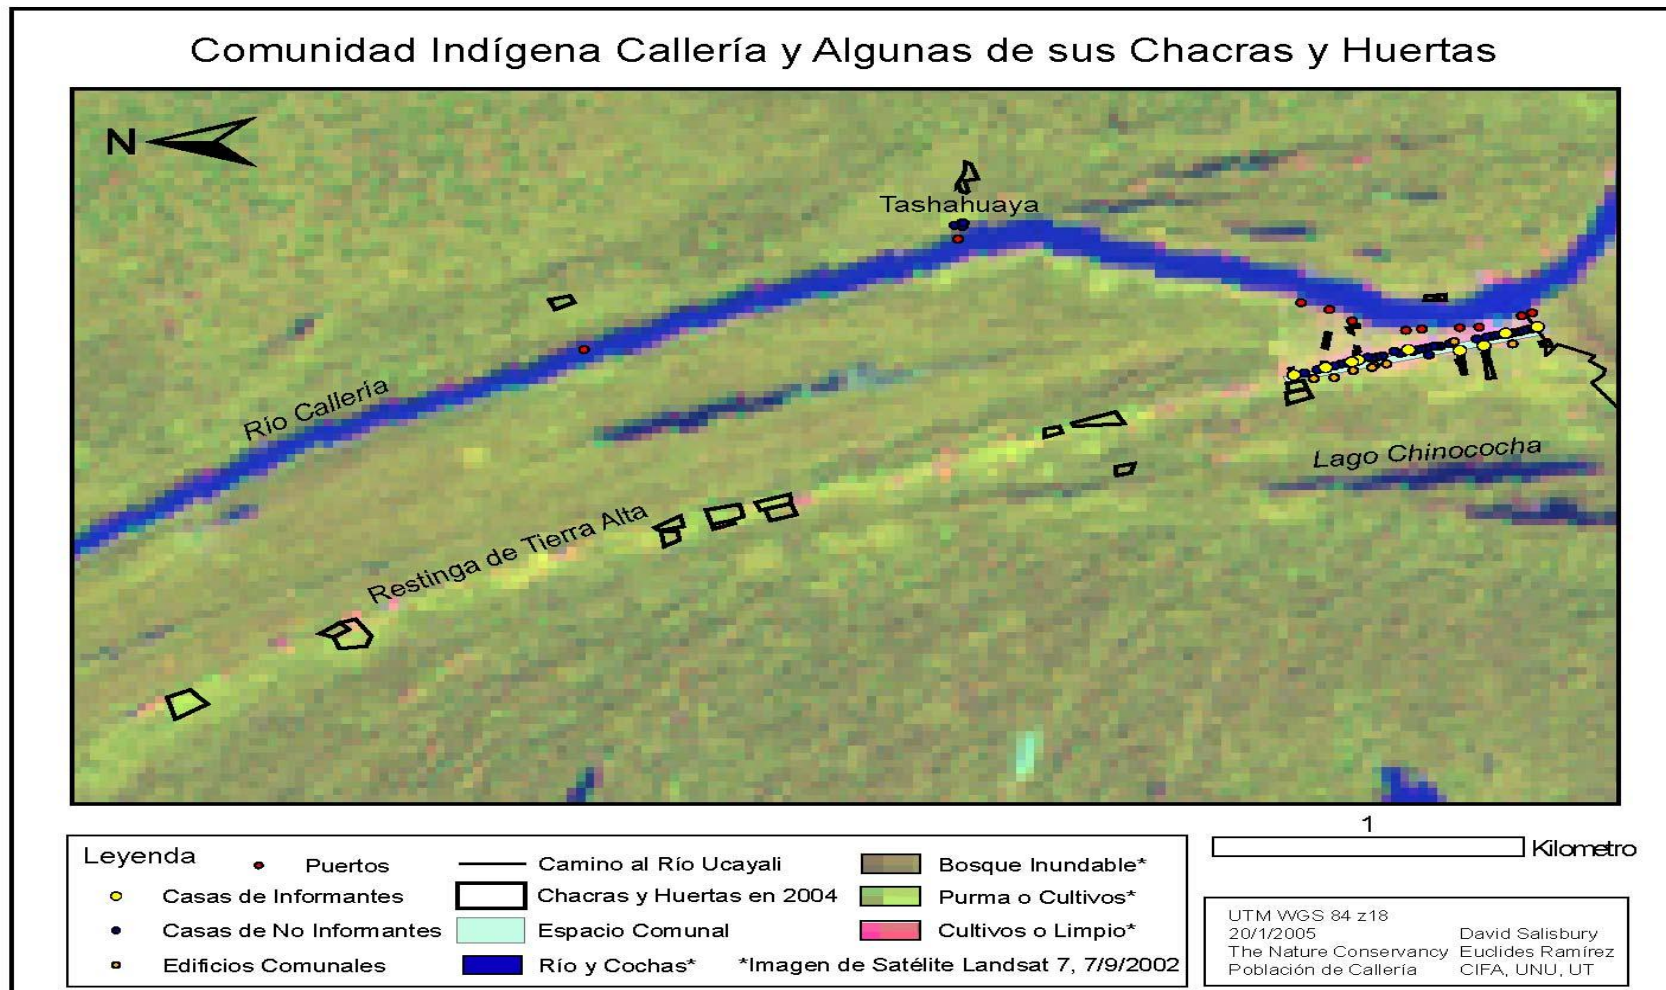 Comunidad Indígena Callería y Algunas de sus Chacras y Huertas
N
Tashahuaya
Río Callería
Lago Chinococha
Restinga de Tierra Alta
1
Kilometro
Leyenda
Puertos
Casas de Informantes
Casas de No Informantes
Edificios Comunales
Camino al Río Ucayali
Chacras y Huertas en 2004
Espacio Comunal
Río y Cochas*
Bosque Inundable*
Purma o Cultivos*
Cultivos o Limpio*
*Imagen de Satélite Landsat 7, 7/9/2002
UTM WGS 84 z18
20/1/2005 David Salisbury
The Nature Conservancy Euclides Ramírez
Población de Callería CIFA, UNU, UT